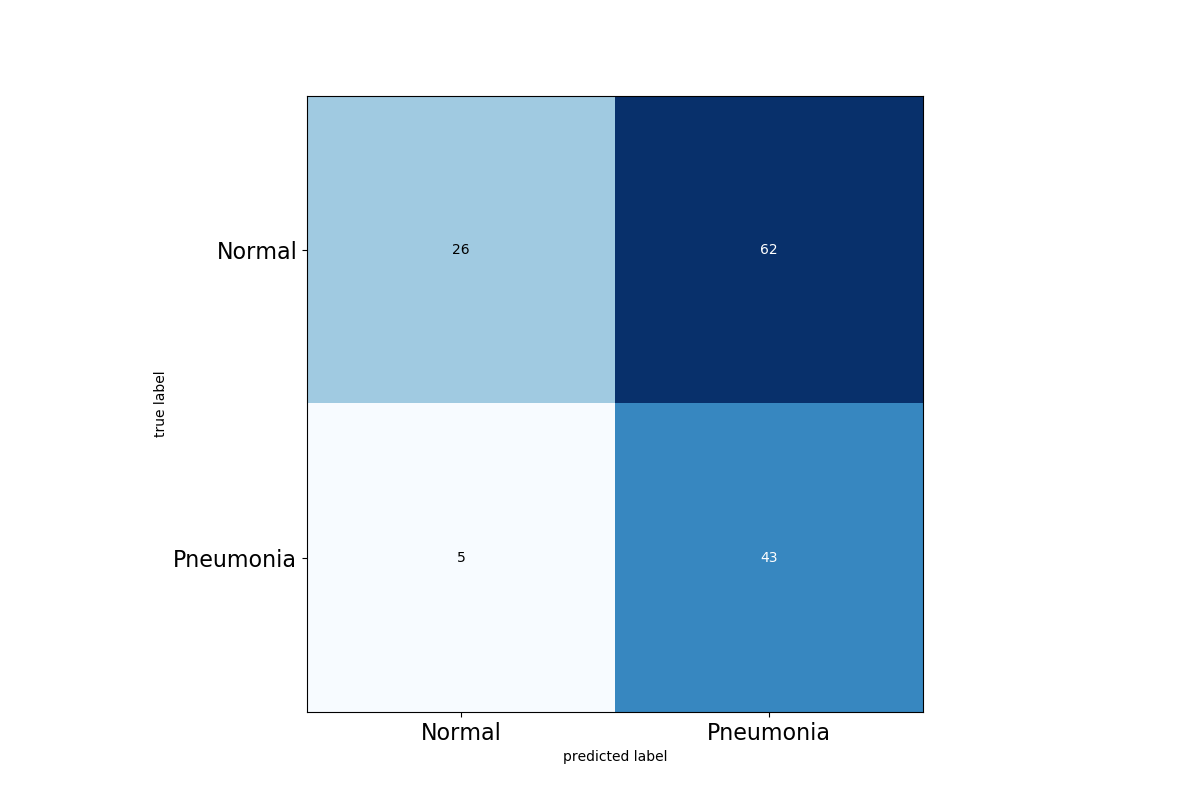 Normal
26
62
true label
Pneumonia
5
43
Normal
Pneumonia
predicted label